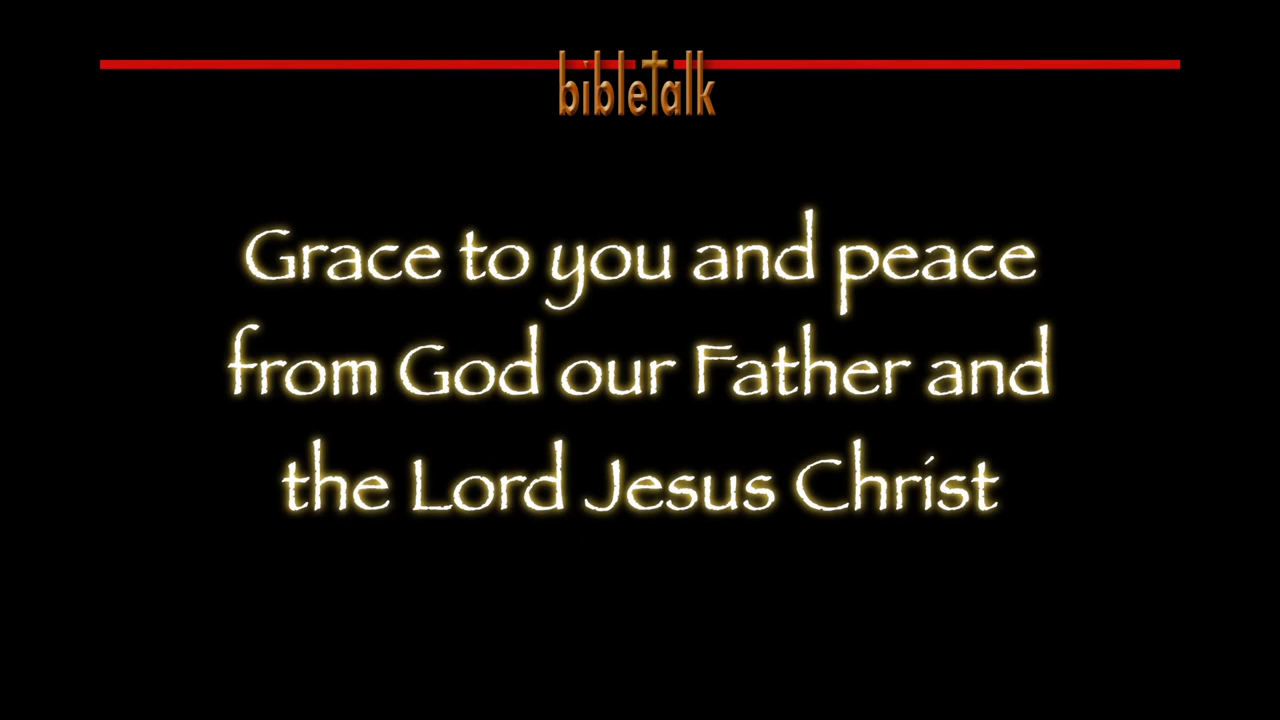 bibleTalk
Grace to you and peace
from God our Father and
the Lord Jesus Christ